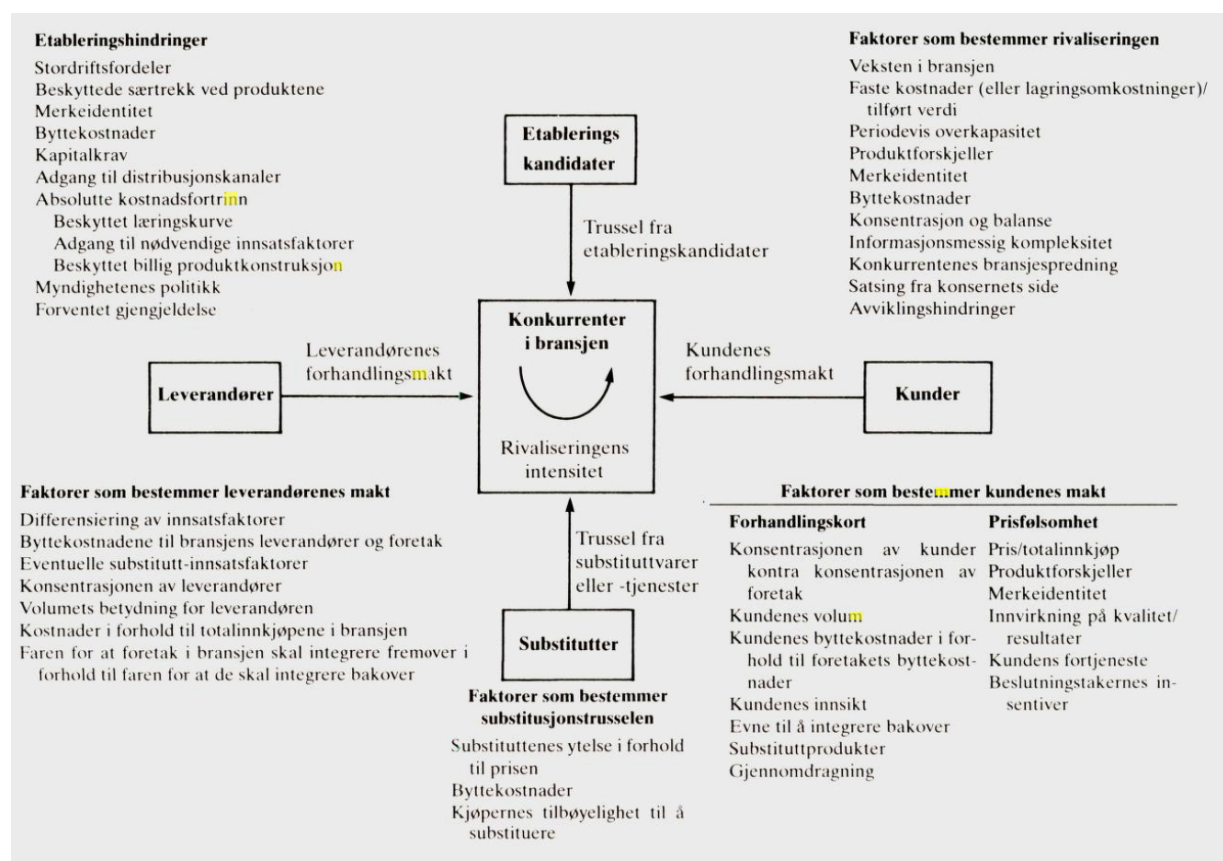 Etableringshindringer
Stordriftsfordeler
Beskyttede særtrekk ved produktene
Merkeidentitet
Byttekostnader
Kapitalkrav
Adgang til distribusjonskanaler
Absolutte kostnadsfortrinn
Beskyttet læringskurve
Adgang til nødvendige innsatsfaktorer
Beskyttet billig produktkonstruksjon
Myndighetenes politikk
Forventet gjengjeldelse
Etablerings
kandidater
Trussel fra
etableringskandidater
Faktorer som bestemmer rivaliseringen
Veksten i bransjen
Faste kostnader (eller lagringsomkostninger)/
tilført verdi
Periodevis overkapasitet
Produktforskjeller
Merkeidentitet
Byttekostnader
Konsentrasjon og balanse
Informasjonsmessig kompleksitet
Konkurrentenes bransjespredning
Satsing fra konsernets side
Avviklingshindringer
Leverandører
Leverandørenes
forhandlingsmakt
Konkurrenter
i bransjen
Rivaliseringens
intensitet
Kundenes
forhandlingsmakt
Kunder
Faktorer som bestemmer leverandørenes makt
Differensiering av innsatsfaktorer
Byttekostnadene til bransjens leverandører og foretak
Eventuelle substitutt-innsatsfaktorer
Konsentrasjonen av leverandører
Volumets betydning for leverandøren
Kostnader i forhold til totalinnkjøpene i bransjen
Faren for at foretak i bransjen skal integrere fremover i
forhold til faren for at de skal integrere bakover
Trussel fra
substituttvarer
eller -tjenester
Substitutter
Faktorer som bestemmer
substitusjonstrusselen
Substituttenes ytelse i forhold
til prisen
Byttekostnader
Kjøpernes tilbøyelighet til å
substituere
Faktorer som bestemmer kundenes makt
Forhandlingskort
Konsentrasjonen av kunder
kontra konsentrasjonen av
foretak
Kundenes volum
Kundenes byttekostnader i for-
hold til foretakets byttekost-
nader
Kundenes innsikt
Evne til å integrere bakover
Substituttprodukter
Gjennomdragning
Prisfølsomhet
Pris/totalinnkjøp
Produktforskjeller
Merkeidentitet
Innvirkning på kvalitet/
resultater
Kundens fortjeneste
Beslutningstakernes in-
sentiver